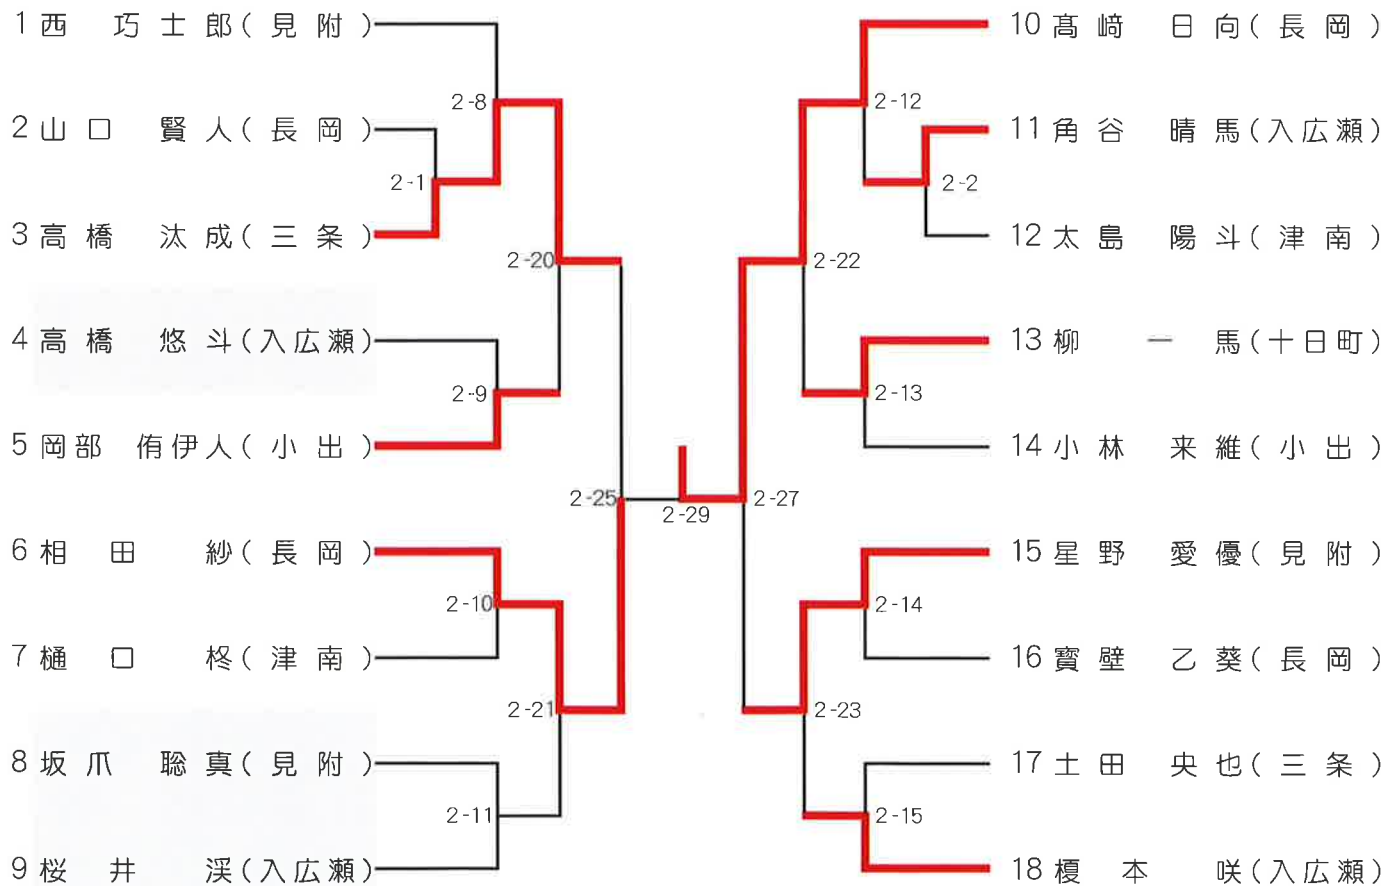 1 西 巧士郎(見附)
2-8
2 山口 賢人(長岡)
2-1
3 高橋 汰成(三条)
2-20
4 高橋 悠斗(入広瀬)
2-9
5 岡部 侑伊人(小出)
2-25
6 相田 紗(長岡)
2-10
7 樋口 柊(津南)
2-21
8 坂爪 聡真(見附)
2-11
9 桜井 渓(入広瀬)
2-29
10 髙﨑 日向(長岡)
2-12
11 角谷 晴馬(入広瀬)
2-2
12 太島 陽斗(津南)
2-22
13 柳 一馬(十日町)
2-13
14 小林 来維(小出)
2-27
15 星野 愛優(見附)
2-14
16 寳壁 乙葵(長岡)
2-23
17 土田 央也(三条)
2-15
18 榎本 咲(入広瀬)